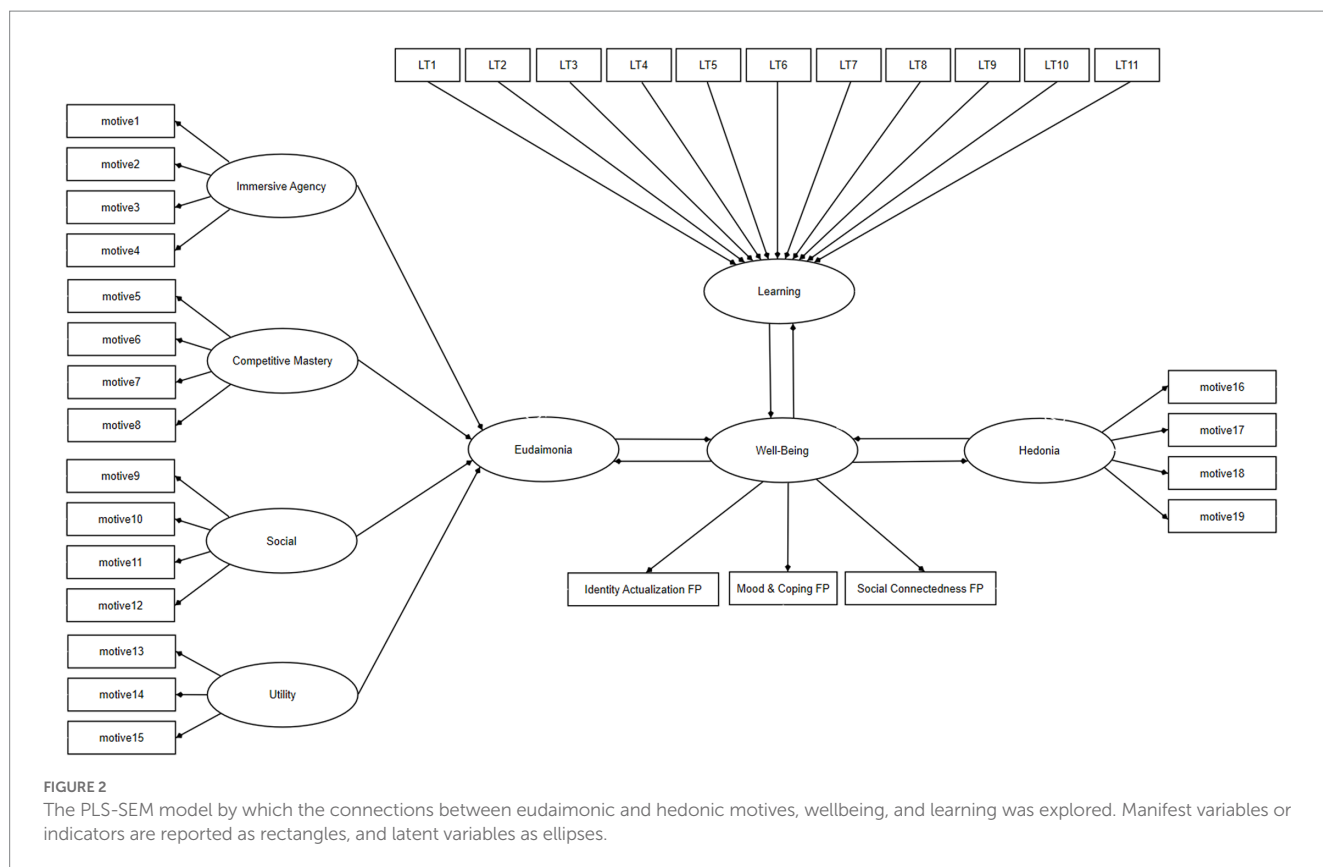 LT1
LT2
LT3
LT4
LT5
LT6
LT7
LT8
LT9
LT10
LT11
motive1
motive2
motive3
motive4
Immersive Agency
motive5
motive6
motive7
motive8
Competitive Mastery
motive9
motive10
motive11
motive12
Social
motive13
motive14
motive15
Utility
Learning
Eudaimonia
Well-Being
Hedonia
motive16
motive17
motive18
motive19
Identity Actualization FP
Mood & Coping FP
Social Connectedness FP
FIGURE 2
The PLS-SEM model by which the connections between eudaimonic and hedonic motives, wellbeing, and learning was explored. Manifest variables or
indicators are reported as rectangles, and latent variables as ellipses.